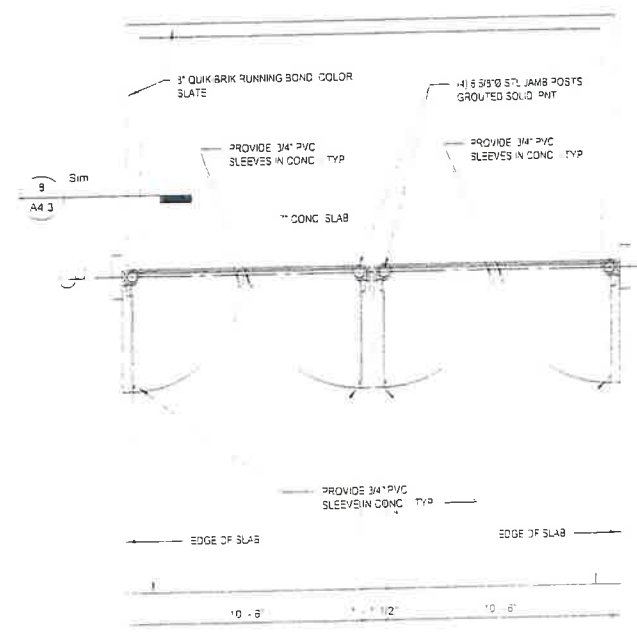 8" QUIK-BRIK RUNNING BOND COLOR
SLATE
(4) 6 5/8"Ø STL JAMB POSTS
GROUTED SOLID PNT
PROVIDE 3/4" PVC
SLEEVES IN CONC TYP
PROVIDE 3/4" PVC
SLEEVES IN CONC TYP
9 Sim
A4.3
CONC SLAB
PROVIDE 3/4" PVC
SLEEVE IN CONC TYP
EDGE OF SLAB
EDGE OF SLAB
10' - 6"
1/2"
10' - 6"